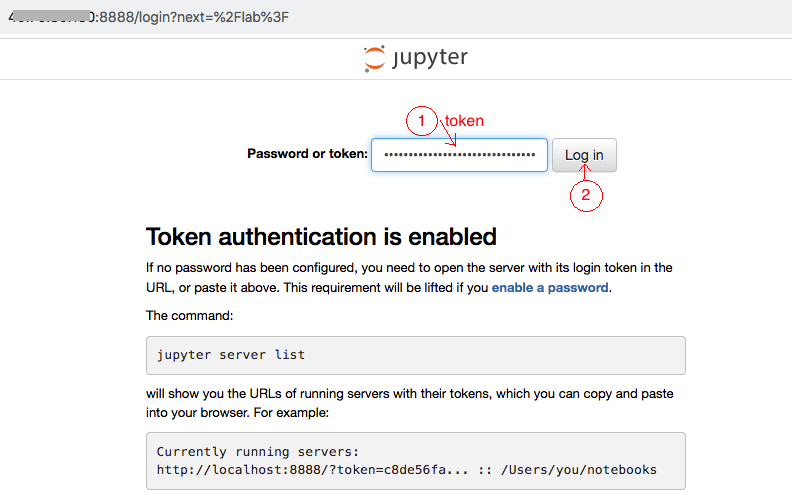 :8888/login?next=%2Flab%3F
jupyter
1 token
Password or token: •••••••••••••••••••••••••••••••• Log in
2
Token authentication is enabled
If no password has been configured, you need to open the server with its login token in the
URL, or paste it above. This requirement will be lifted if you enable a password.
The command:
jupyter server list
will show you the URLs of running servers with their tokens, which you can copy and paste
into your browser. For example:
Currently running servers:
http://localhost:8888/?token=c8de56fa... :: /Users/you/notebooks